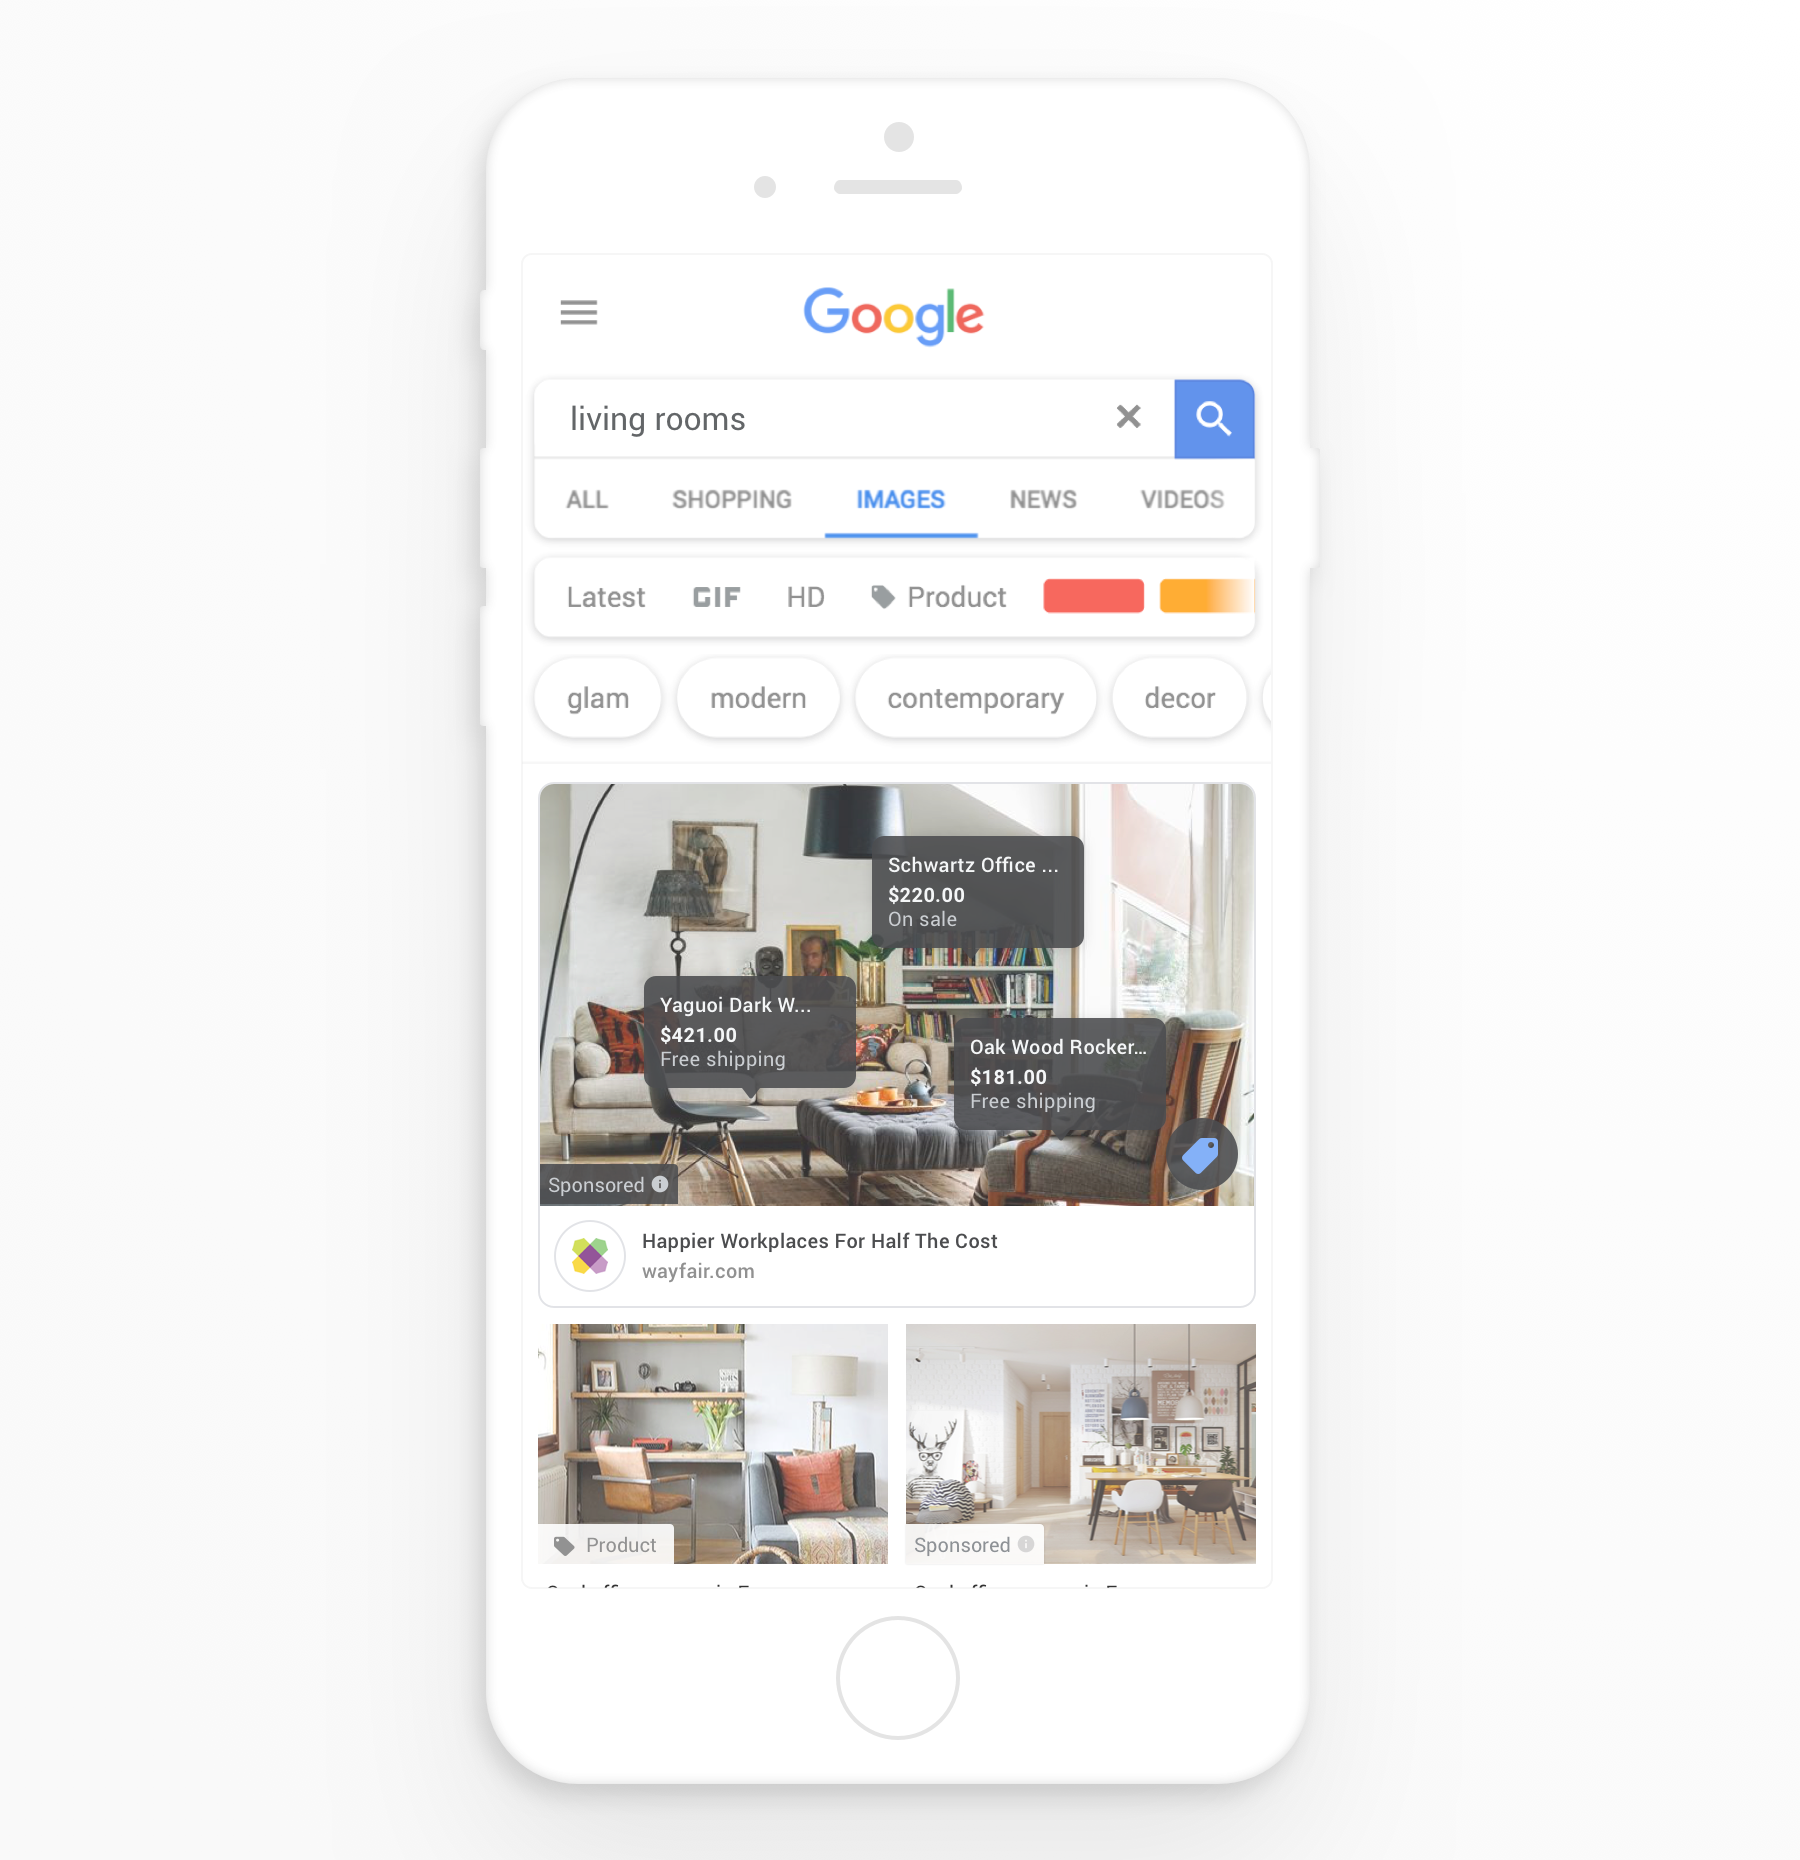 Google
living rooms
ALL SHOPPING IMAGES NEWS VIDEOS
Latest GIF HD Product
glam modern contemporary decor
Schwartz Office ...
$220.00
On sale
Yaguoi Dark W...
$421.00
Free shipping
Oak Wood Rocker...
$181.00
Free shipping
Sponsored
Happier Workplaces For Half The Cost
wayfair.com
Product
Sponsored